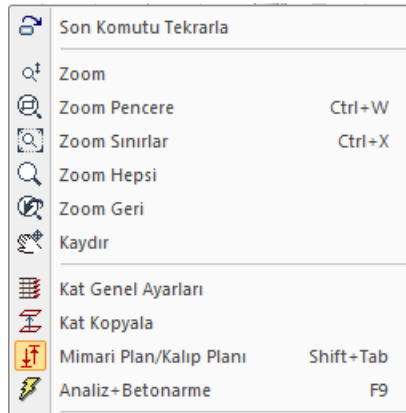 Son Komutu Tekrarla
Zoom
Zoom Pencere Ctrl+W
Zoom Sınırlar Ctrl+X
Zoom Hepsi
Zoom Geri
Kaydır
Kat Genel Ayarları
Kat Kopyala
Mimari Plan/Kalıp Planı Shift+Tab
Analiz+Betonarme F9